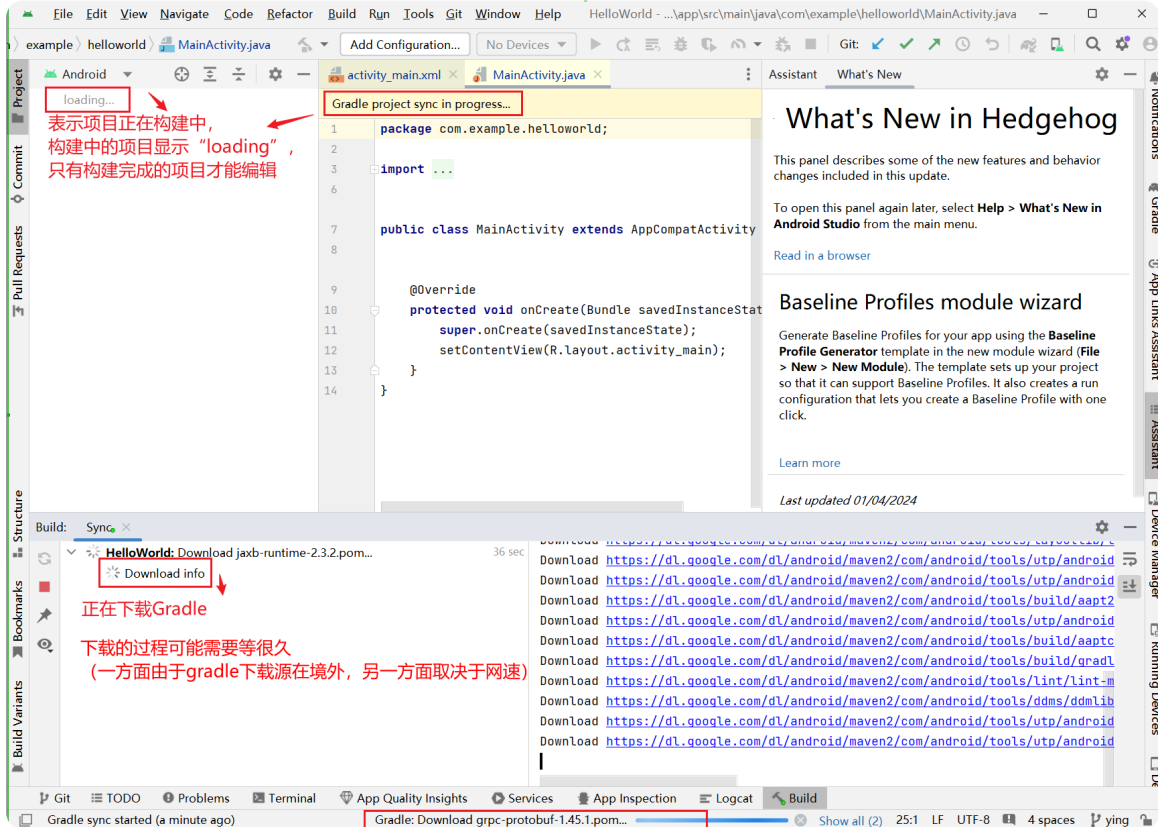 File Edit View Navigate Code Refactor Build Run Tools Git Window Help HelloWorld - ...\app\src\main\java\com\example\helloworld\MainActivity.java
example helloworld MainActivity.java Add Configuration... No Devices Git:
Project
Commit
Pull Requests
Structure
Bookmarks
Build Variants
Android
loading...
表示项目正在构建中，
构建中的项目显示“loading”，
只有构建完成的项目才能编辑
activity_main.xml MainActivity.java
Gradle project sync in progress...
1 package com.example.helloworld;
2
3 import ...
6
7 public class MainActivity extends AppCompatActivity
8
9 @Override
10 protected void onCreate(Bundle savedInstanceStat
11 super.onCreate(savedInstanceState);
12 setContentView(R.layout.activity_main);
13 }
14 }
Assistant What's New
What's New in Hedgehog
This panel describes some of the new features and behavior
changes included in this update.
To open this panel again later, select Help > What's New in
Android Studio from the main menu.
Read in a browser
Baseline Profiles module wizard
Generate Baseline Profiles for your app using the Baseline
Profile Generator template in the new module wizard (File
> New > New Module). The template sets up your project
so that it can support Baseline Profiles. It also creates a run
configuration that lets you create a Baseline Profile with one
click.
Learn more
Last updated 01/04/2024
Notifications
Gradle
App Links Assistant
Assistant
Device Manager
Running Devices
Build: Sync
HelloWorld: Download jaxb-runtime-2.3.2.pom... 36 sec
Download info
正在下载Gradle
下载的过程可能需要等很久
（一方面由于gradle下载源在境外，另一方面取决于网速）
Download https://dl.google.com/dl/android/maven2/com/android/tools/layoutlib/
Download https://dl.google.com/dl/android/maven2/com/android/tools/utp/android
Download https://dl.google.com/dl/android/maven2/com/android/tools/utp/android
Download https://dl.google.com/dl/android/maven2/com/android/tools/build/aapt2
Download https://dl.google.com/dl/android/maven2/com/android/tools/utp/android
Download https://dl.google.com/dl/android/maven2/com/android/tools/build/aaptc
Download https://dl.google.com/dl/android/maven2/com/android/tools/build/gradl
Download https://dl.google.com/dl/android/maven2/com/android/tools/lint/lint-m
Download https://dl.google.com/dl/android/maven2/com/android/tools/ddms/ddmlib
Download https://dl.google.com/dl/android/maven2/com/android/tools/utp/android
Download https://dl.google.com/dl/android/maven2/com/android/tools/utp/android
Git TODO Problems Terminal App Quality Insights Services App Inspection Logcat Build
Gradle sync started (a minute ago) Gradle: Download grpc-protobuf-1.45.1.pom... Show all (2) 25:1 LF UTF-8 4 spaces ying